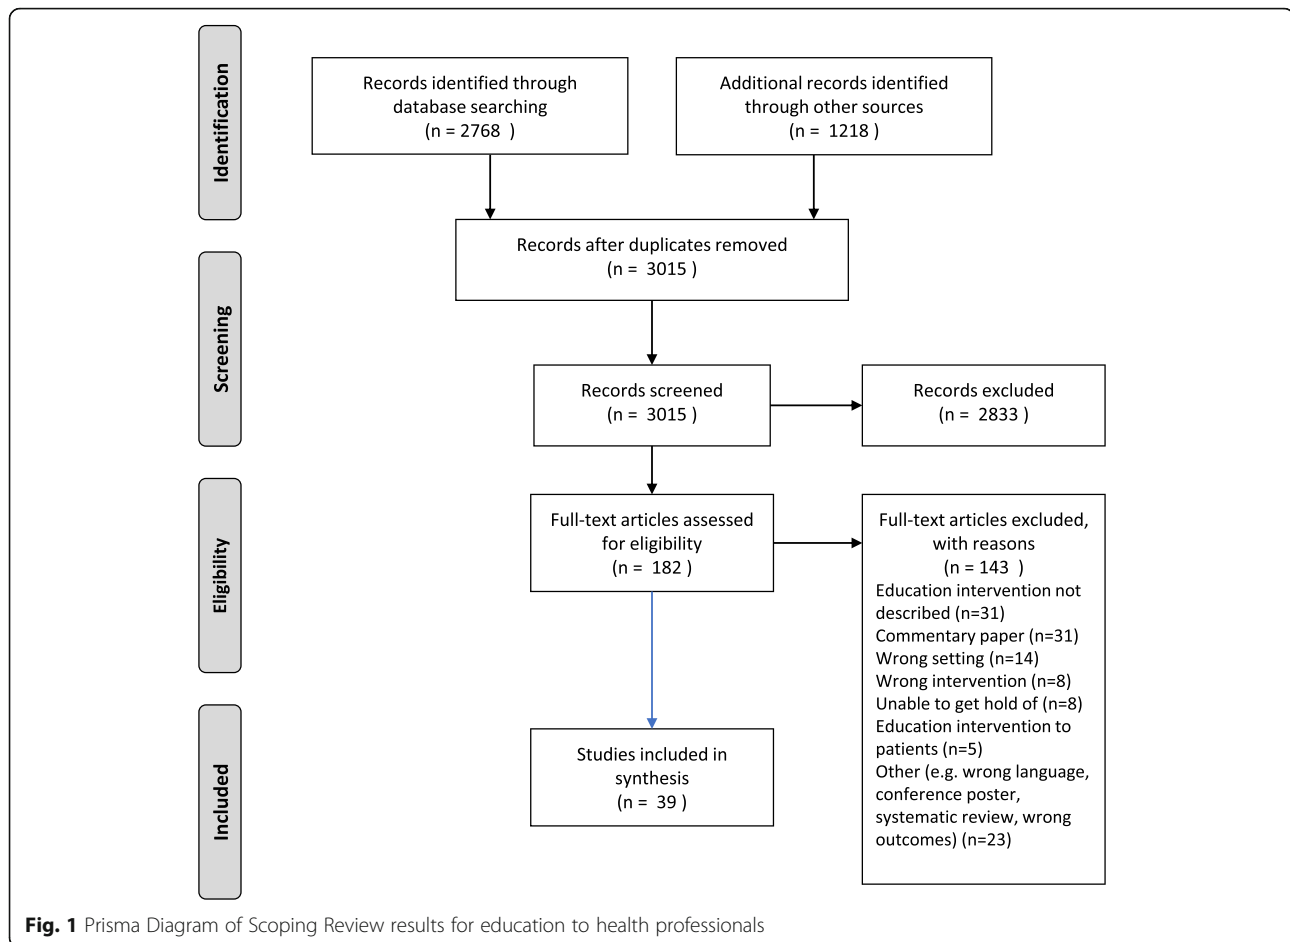 Identification
Records identified through
database searching
(n = 2768 )
Additional records identified
through other sources
(n = 1218 )
Records after duplicates removed
(n = 3015 )
Screening
Records screened
(n = 3015 )
Records excluded
(n = 2833 )
Eligibility
Full-text articles assessed
for eligibility
(n = 182 )
Full-text articles excluded,
with reasons
(n = 143 )
Education intervention not
described (n=31)
Commentary paper (n=31)
Wrong setting (n=14)
Wrong intervention (n=8)
Unable to get hold of (n=8)
Education intervention to
patients (n=5)
Other (e.g. wrong language,
conference poster,
systematic review, wrong
outcomes) (n=23)
Included
Studies included in
synthesis
(n = 39 )
Fig. 1 Prisma Diagram of Scoping Review results for education to health professionals